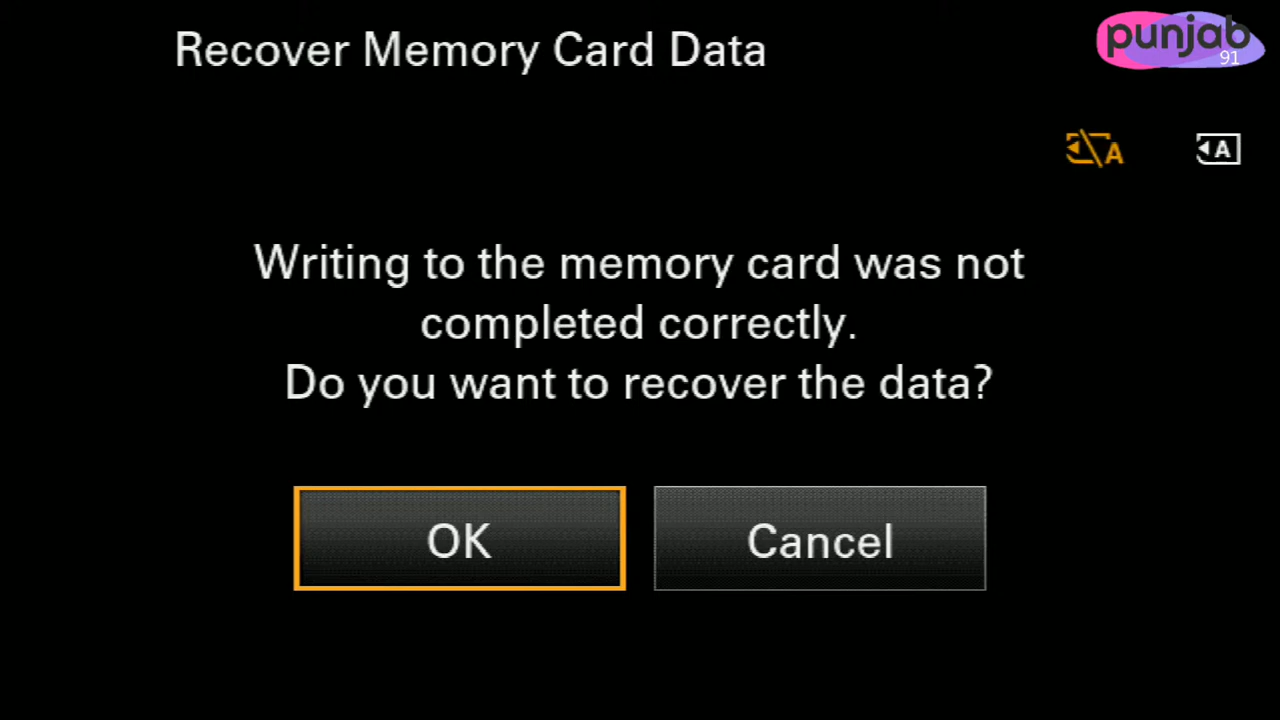 Recover Memory Card Data
punjab
91
A
A
Writing to the memory card was not
completed correctly.
Do you want to recover the data?
OK
Cancel